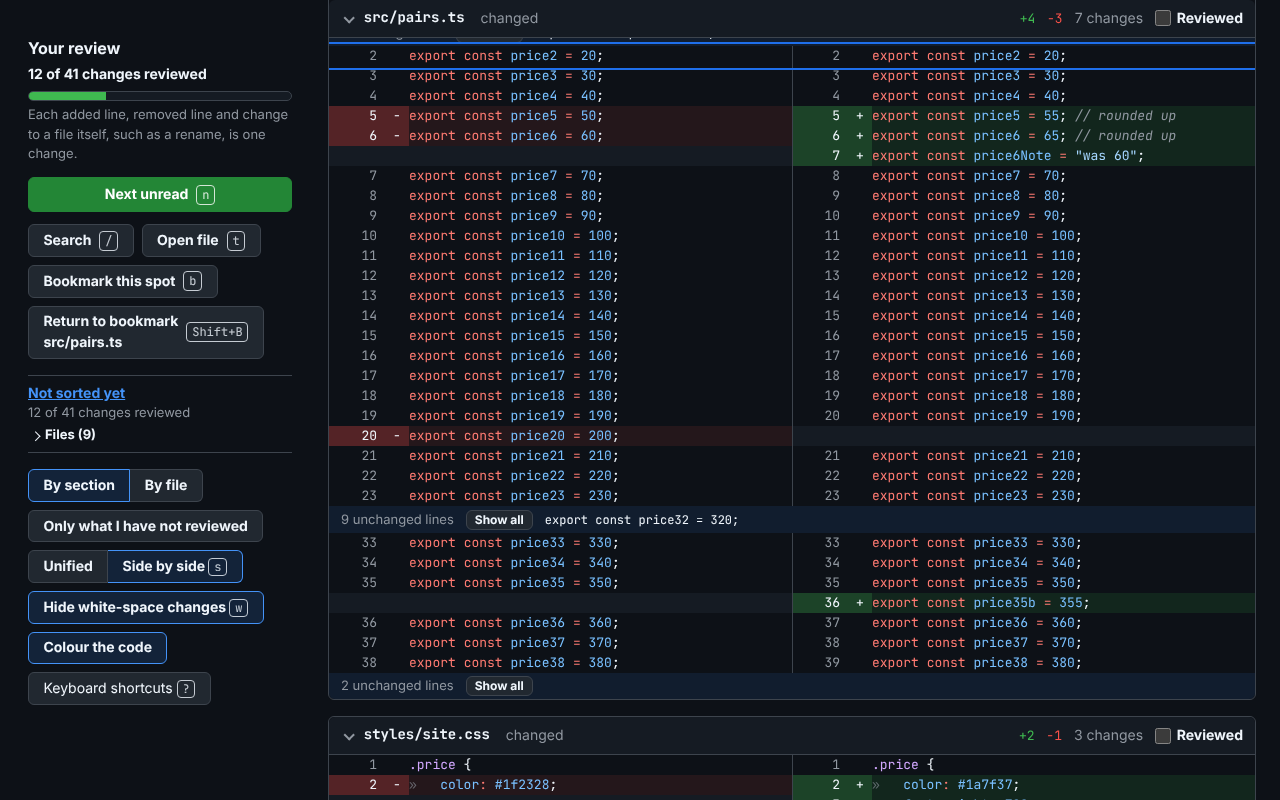 Your review
12 of 41 changes reviewed
Each added line, removed line and change
to a file itself, such as a rename, is one
change.
Next unread n
Search / Open file t
Bookmark this spot b
Return to bookmark
src/pairs.ts Shift+B
Not sorted yet
12 of 41 changes reviewed
Files (9)
By section By file
Only what I have not reviewed
Unified Side by side s
Hide white-space changes w
Colour the code
Keyboard shortcuts ?
src/pairs.ts changed +4 -3 7 changes Reviewed
2 export const price2 = 20; 2 export const price2 = 20;
3 export const price3 = 30; 3 export const price3 = 30;
4 export const price4 = 40; 4 export const price4 = 40;
5 - export const price5 = 50; 5 + export const price5 = 55; // rounded up
6 - export const price6 = 60; 6 + export const price6 = 65; // rounded up
7 + export const price6Note = "was 60";
7 export const price7 = 70; 8 export const price7 = 70;
8 export const price8 = 80; 9 export const price8 = 80;
9 export const price9 = 90; 10 export const price9 = 90;
10 export const price10 = 100; 11 export const price10 = 100;
11 export const price11 = 110; 12 export const price11 = 110;
12 export const price12 = 120; 13 export const price12 = 120;
13 export const price13 = 130; 14 export const price13 = 130;
14 export const price14 = 140; 15 export const price14 = 140;
15 export const price15 = 150; 16 export const price15 = 150;
16 export const price16 = 160; 17 export const price16 = 160;
17 export const price17 = 170; 18 export const price17 = 170;
18 export const price18 = 180; 19 export const price18 = 180;
19 export const price19 = 190; 20 export const price19 = 190;
20 - export const price20 = 200;
21 export const price21 = 210; 21 export const price21 = 210;
22 export const price22 = 220; 22 export const price22 = 220;
23 export const price23 = 230; 23 export const price23 = 230;
9 unchanged lines Show all export const price32 = 320;
33 export const price33 = 330; 33 export const price33 = 330;
34 export const price34 = 340; 34 export const price34 = 340;
35 export const price35 = 350; 35 export const price35 = 350;
36 + export const price35b = 355;
36 export const price36 = 360; 37 export const price36 = 360;
37 export const price37 = 370; 38 export const price37 = 370;
38 export const price38 = 380; 39 export const price38 = 380;
2 unchanged lines Show all
styles/site.css changed +2 -1 3 changes Reviewed
1 .price { 1 .price {
2 - » color: #1f2328; 2 + » color: #1a7f37;